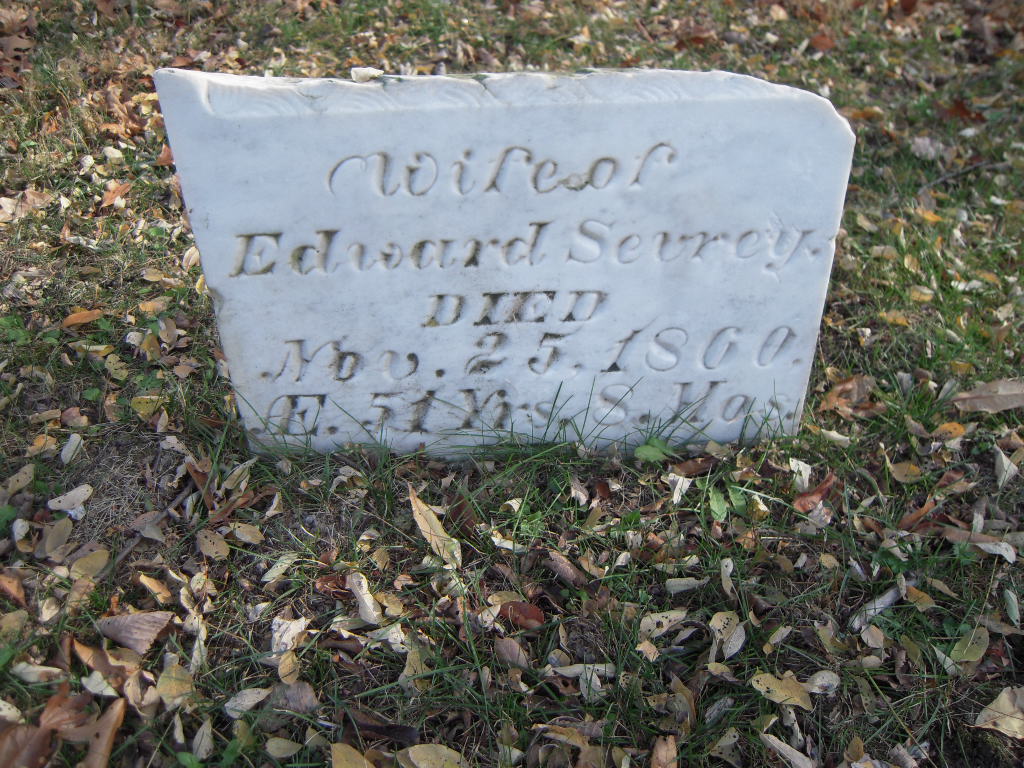 Wife of
Edward Sevrey.
DIED
Nov. 25, 1860.
Æ. 51 Yrs. 8. Mos.